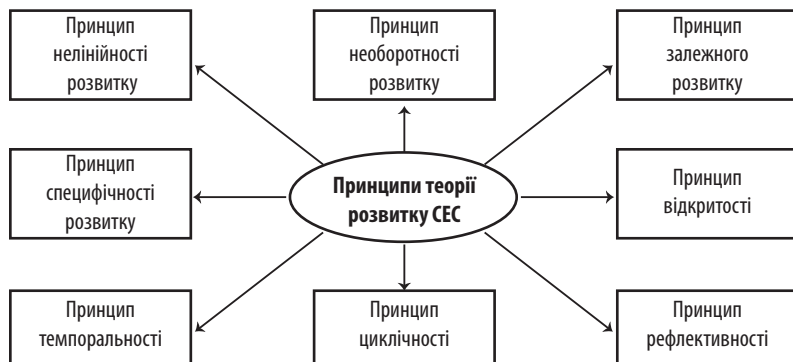 Принцип
нелінійності
розвитку
Принцип
необоротності
розвитку
Принцип
залежного
розвитку
Принцип
специфічності
розвитку
Принципи теорії
розвитку СЕС
Принцип
відкритості
Принцип
темпоральності
Принцип
циклічності
Принцип
рефлективності